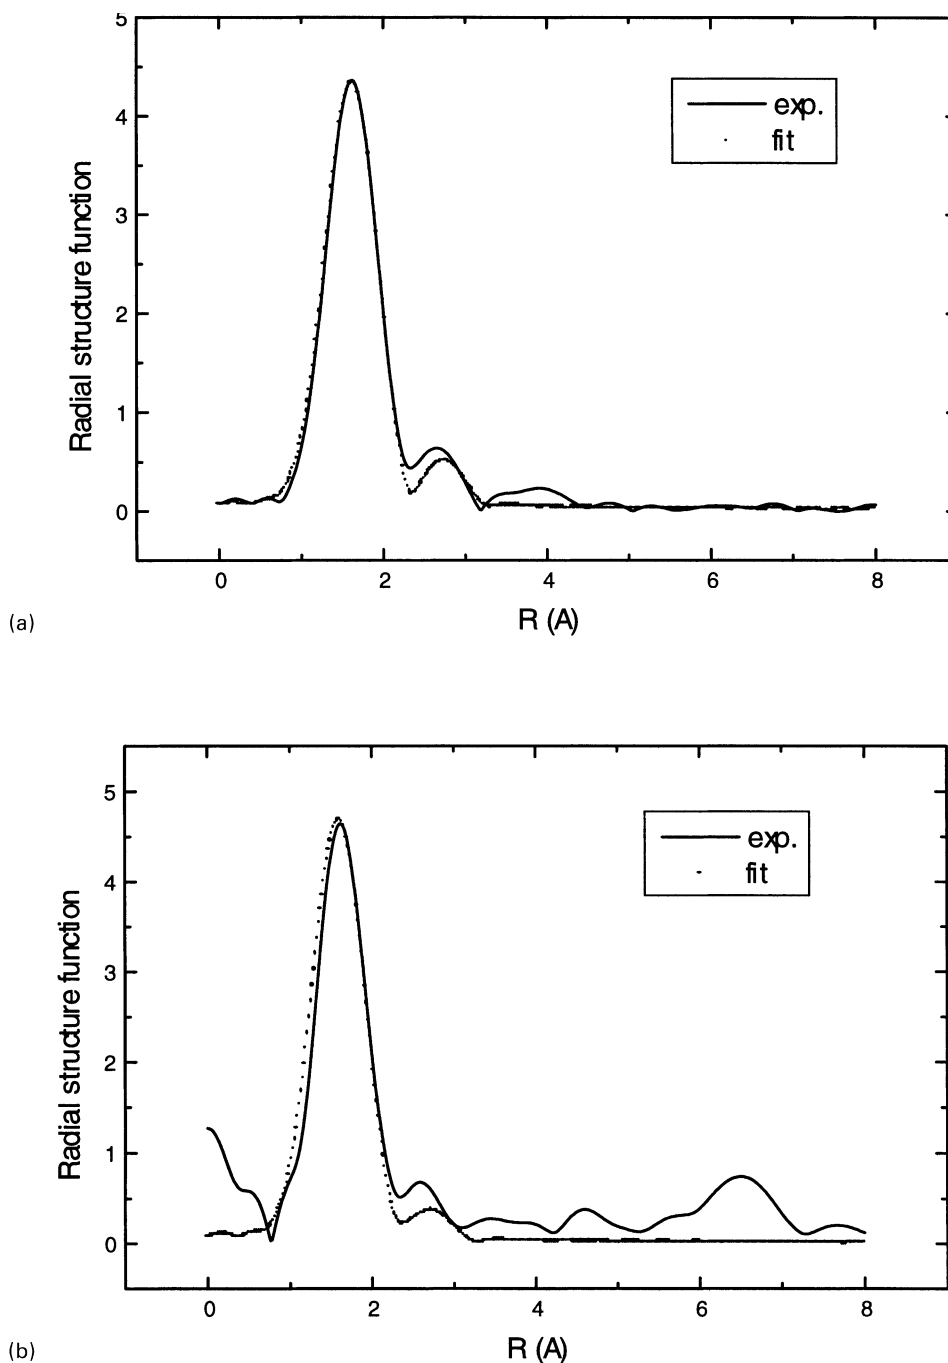 5
4
3
2
1
0
Radial structure function
exp.
fit
0 2 4 6 8
R (A)
(a)
5
4
3
2
1
0
Radial structure function
exp.
fit
0 2 4 6 8
R (A)
(b)